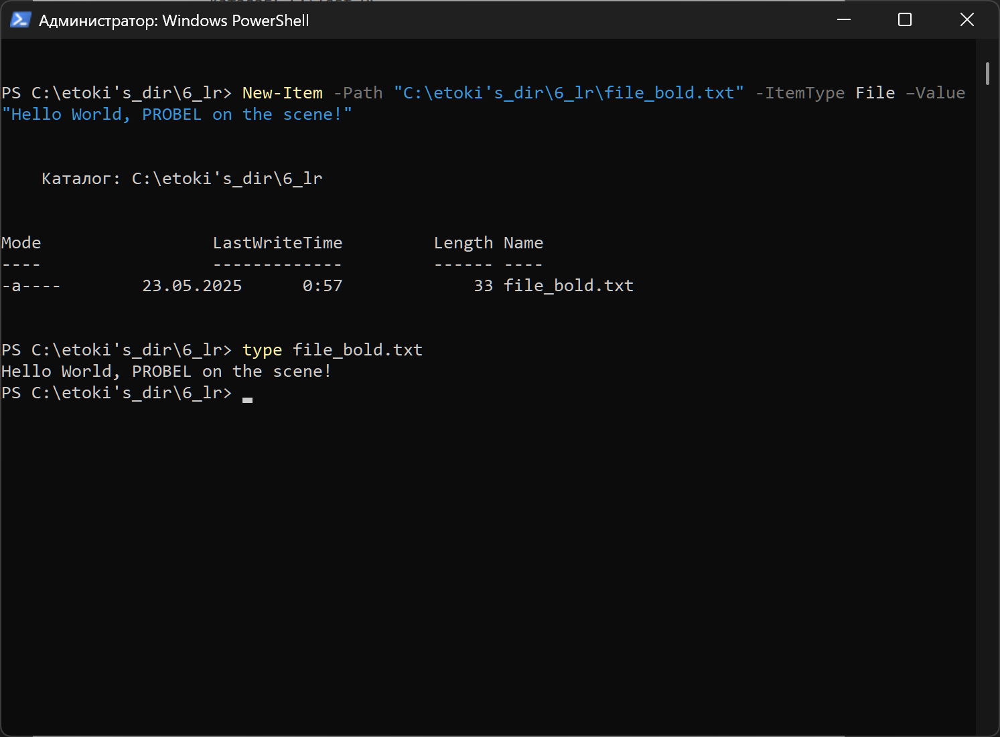 Администратор: Windows PowerShell
PS C:\etoki's_dir\6_lr> New-Item -Path "C:\etoki's_dir\6_lr\file_bold.txt" -ItemType File –Value
"Hello World, PROBEL on the scene!"
Каталог: C:\etoki's_dir\6_lr
Mode LastWriteTime Length Name
---- ------------- ------ ----
-a---- 23.05.2025 0:57 33 file_bold.txt
PS C:\etoki's_dir\6_lr> type file_bold.txt
Hello World, PROBEL on the scene!
PS C:\etoki's_dir\6_lr>